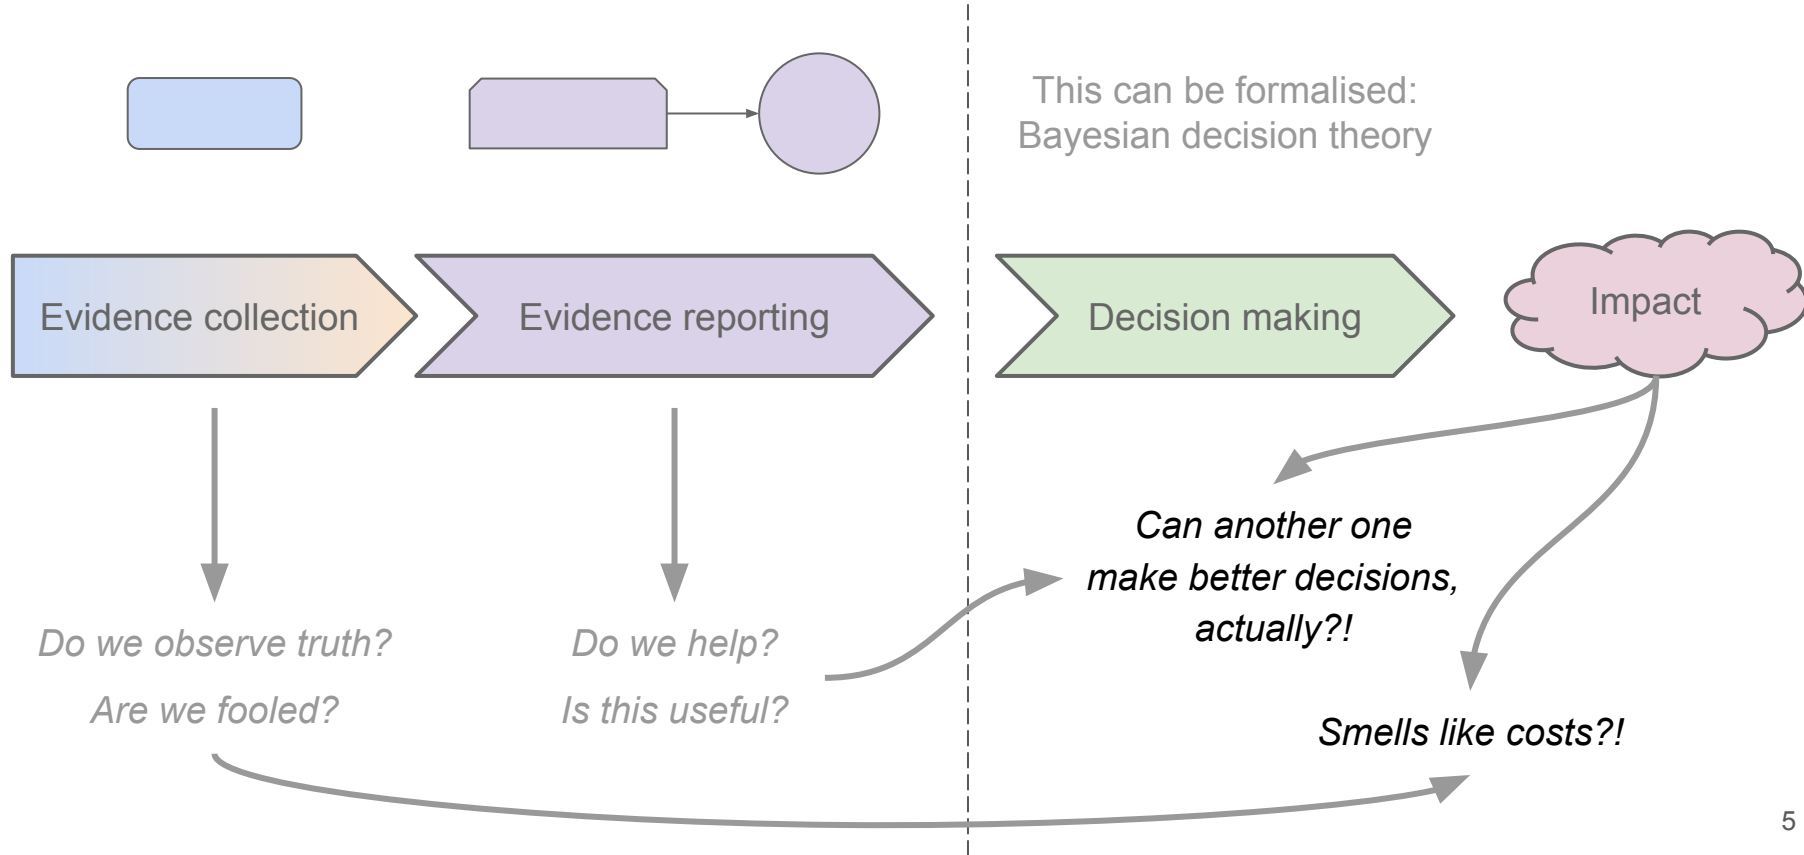 This can be formalised:
Bayesian decision theory
Evidence collection
Evidence reporting
Decision making
Impact
Can another one
make better decisions,
actually?!
Do we observe truth?
Are we fooled?
Do we help?
Is this useful?
Smells like costs?!
5